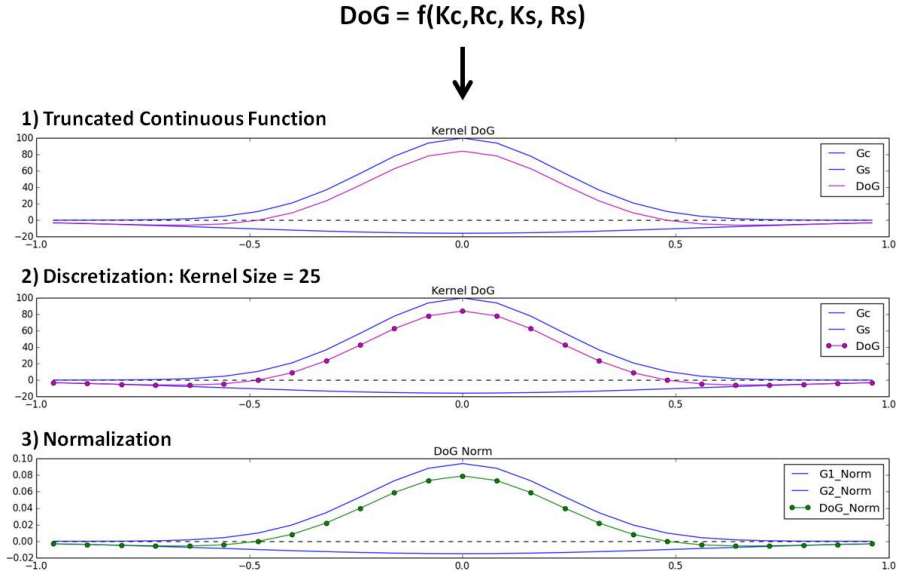 DoG = f(Kc,Rc, Ks, Rs)
1) Truncated Continuous Function
Kernel DoG
100
80
60
40
20
0
−20
−1.0
−0.5
0.0
0.5
1.0
Gc
Gs
DoG
2) Discretization: Kernel Size = 25
Kernel DoG
100
80
60
40
20
0
−20
−1.0
−0.5
0.0
0.5
1.0
Gc
Gs
DoG
3) Normalization
DoG Norm
0.10
0.08
0.06
0.04
0.02
0.00
−0.02
−1.0
−0.5
0.0
0.5
1.0
G1_Norm
G2_Norm
DoG_Norm